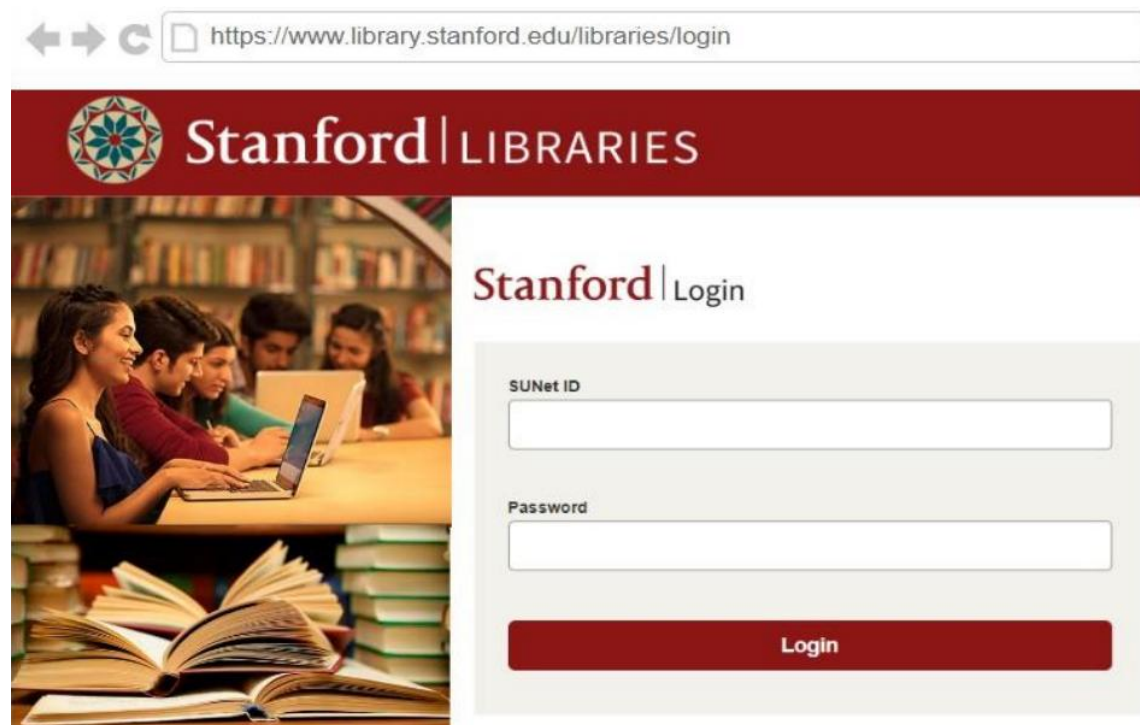 https://www.library.stanford.edu/libraries/login
Stanford LIBRARIES
Stanford Login
SUNet ID
Password
Login